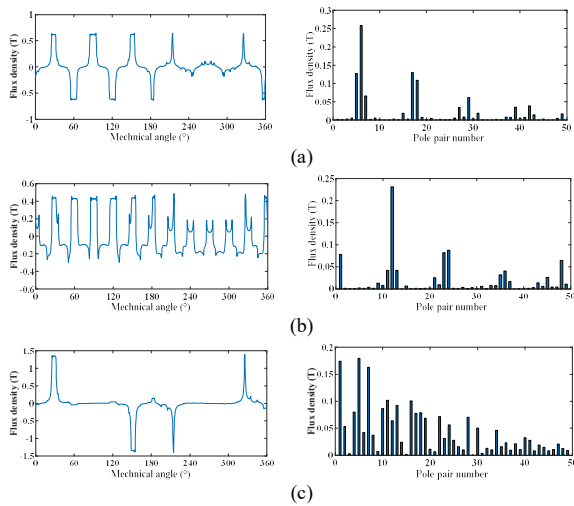 1
0.5
0
-0.5
-1
0 60 120 180 240 300 360
Flux density (T)
Mechnical angle (°)
0.3
0.25
0.2
0.15
0.1
0.05
0
0 10 20 30 40 50
Flux density (T)
Pole pair number
(a)
0.6
0.4
0.2
0
-0.2
-0.4
-0.6
0 60 120 180 240 300 360
Flux density (T)
Mechnical angle (°)
0.25
0.2
0.15
0.1
0.05
0
0 10 20 30 40 50
Flux density (T)
Pole pair number
(b)
1.5
1
0.5
0
-0.5
-1
-1.5
0 120 240 360
Flux density (T)
Mechnical angle (°)
0.2
0.15
0.1
0.05
0
0 10 20 30 40 50
Flux density (T)
Pole pair number
(c)